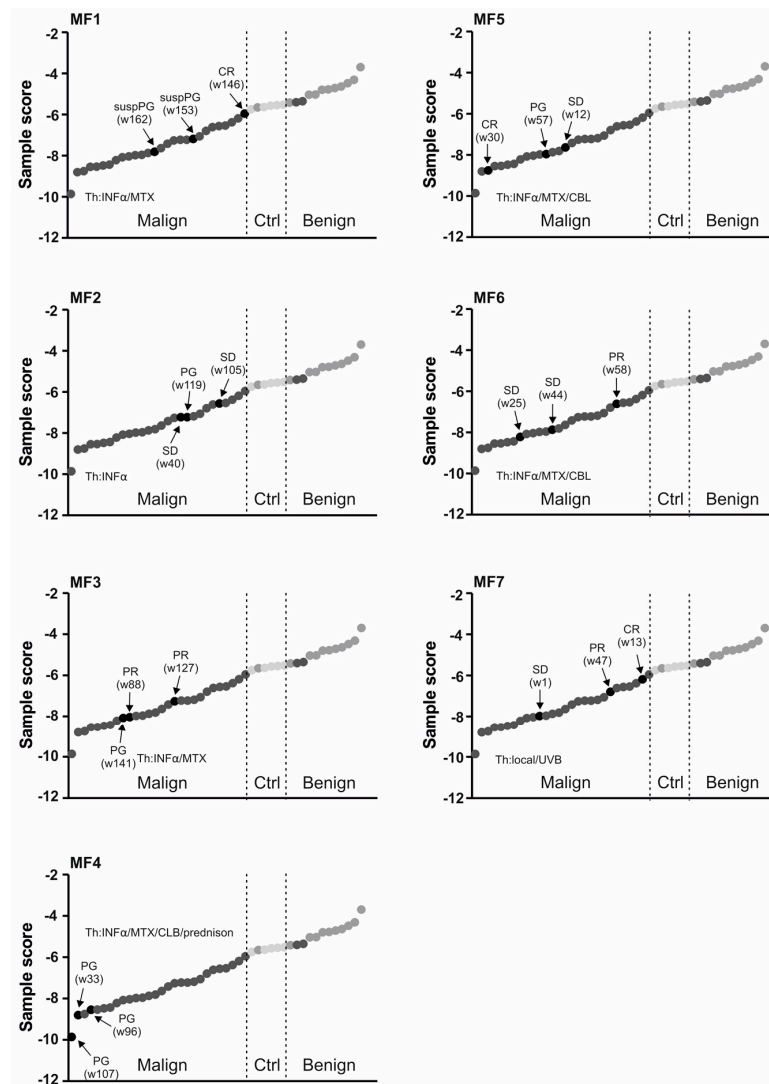 MF1
-2
-4
-6
-8
-10
-12
Sample score
suspPG
(w162)
suspPG
(w153)
CR
(w146)
Th:INFα/MTX
Malign
Ctrl
Benign
MF5
-2
-4
-6
-8
-10
-12
Sample score
CR
(w30)
PG
(w57)
SD
(w12)
Th:INFα/MTX/CBL
Malign
Ctrl
Benign
MF2
-2
-4
-6
-8
-10
-12
Sample score
SD
(w40)
PG
(w119)
SD
(w105)
Th:INFα
Malign
Ctrl
Benign
MF6
-2
-4
-6
-8
-10
-12
Sample score
SD
(w25)
SD
(w44)
PR
(w58)
Th:INFα/MTX/CBL
Malign
Ctrl
Benign
MF3
-2
-4
-6
-8
-10
-12
Sample score
PR
(w88)
PR
(w127)
PG
(w141)
Th:INFα/MTX
Malign
Ctrl
Benign
MF7
-2
-4
-6
-8
-10
-12
Sample score
SD
(w1)
PR
(w47)
CR
(w13)
Th:local/UVB
Malign
Ctrl
Benign
MF4
-2
-4
-6
-8
-10
-12
Sample score
Th:INFα/MTX/CLB/prednison
PG
(w33)
PG
(w96)
PG
(w107)
Malign
Ctrl
Benign